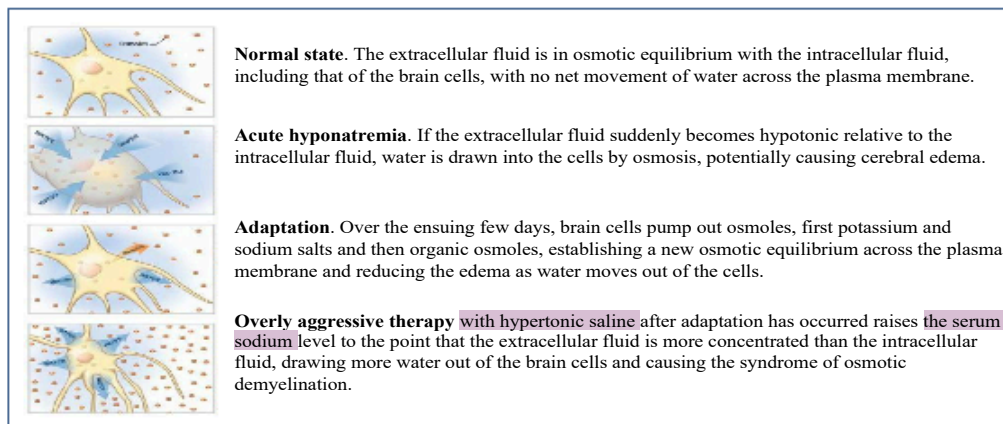 Normal state. The extracellular fluid is in osmotic equilibrium with the intracellular fluid,
including that of the brain cells, with no net movement of water across the plasma membrane.
Acute hyponatremia. If the extracellular fluid suddenly becomes hypotonic relative to the
intracellular fluid, water is drawn into the cells by osmosis, potentially causing cerebral edema.
Adaptation. Over the ensuing few days, brain cells pump out osmoles, first potassium and
sodium salts and then organic osmoles, establishing a new osmotic equilibrium across the plasma
membrane and reducing the edema as water moves out of the cells.
Overly aggressive therapy with hypertonic saline after adaptation has occurred raises the serum
sodium level to the point that the extracellular fluid is more concentrated than the intracellular
fluid, drawing more water out of the brain cells and causing the syndrome of osmotic
demyelination.